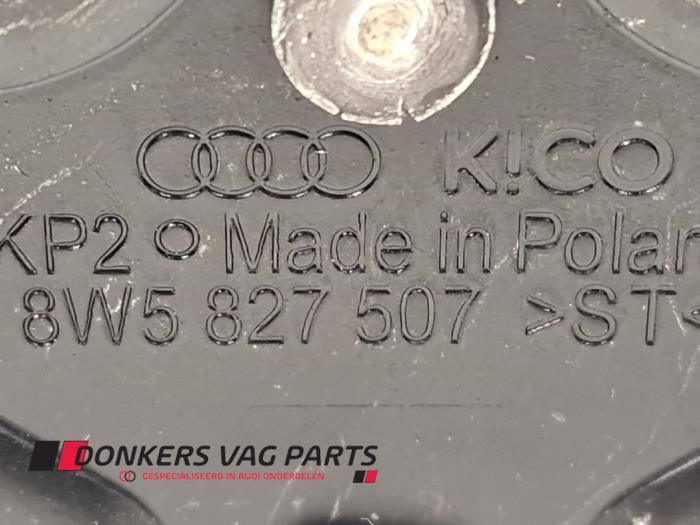 K!CO
KP2 Made in Polan
8W5 827 507 >ST<
DONKERS VAG PARTS
GESPECIALISEERD IN AUDI ONDERDELEN